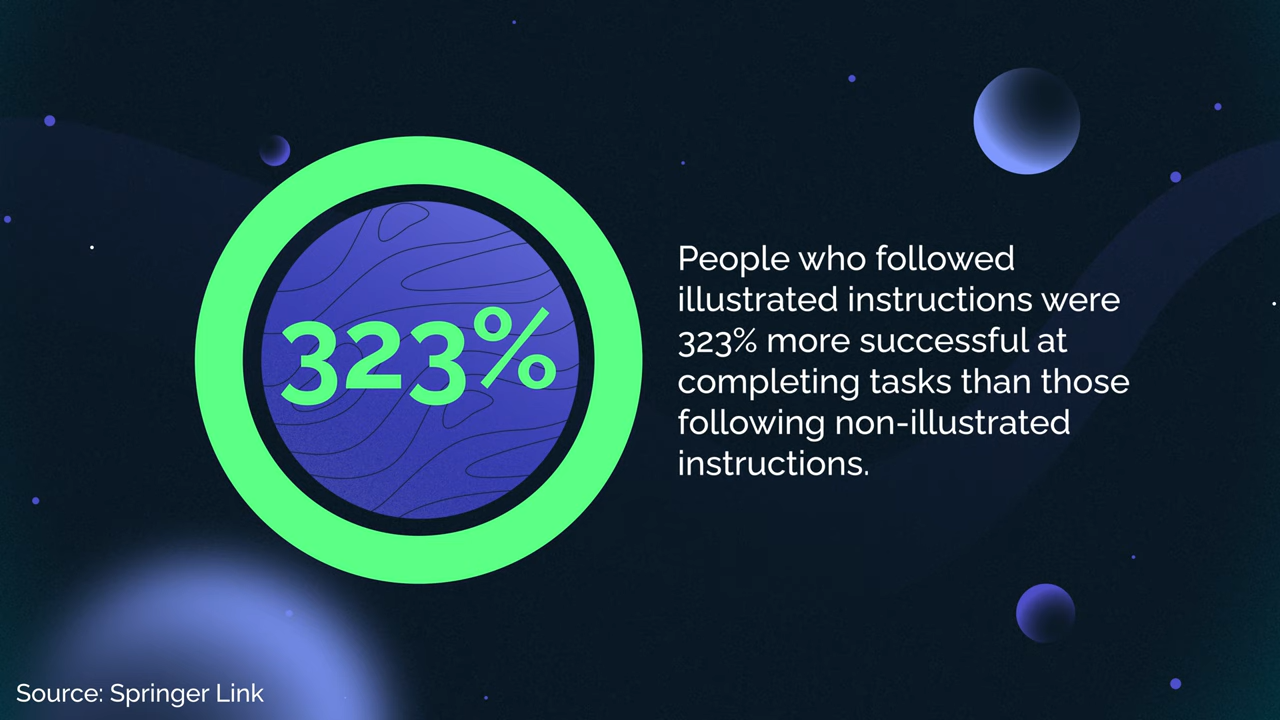 323%
People who followed
illustrated instructions were
323% more successful at
completing tasks than those
following non-illustrated
instructions.
Source: Springer Link